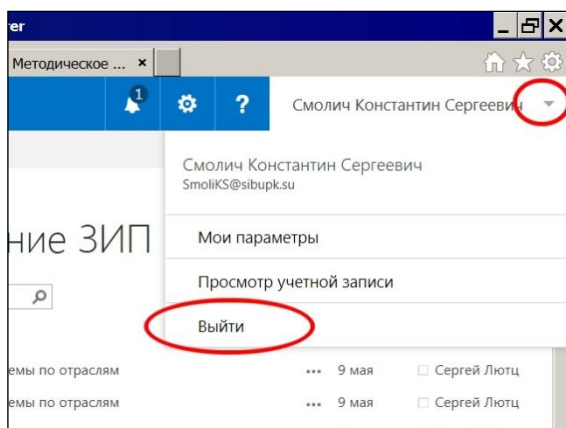 er
Методическое ... ×
1
?
Смолич Константин Сергеевич
Смолич Константин Сергеевич
SmoliKS@sibupk.su
ние ЗИП
Мои параметры
Просмотр учетной записи
Выйти
емы по отраслям ... 9 мая Сергей Лютц
емы по отраслям ... 9 мая Сергей Лютц